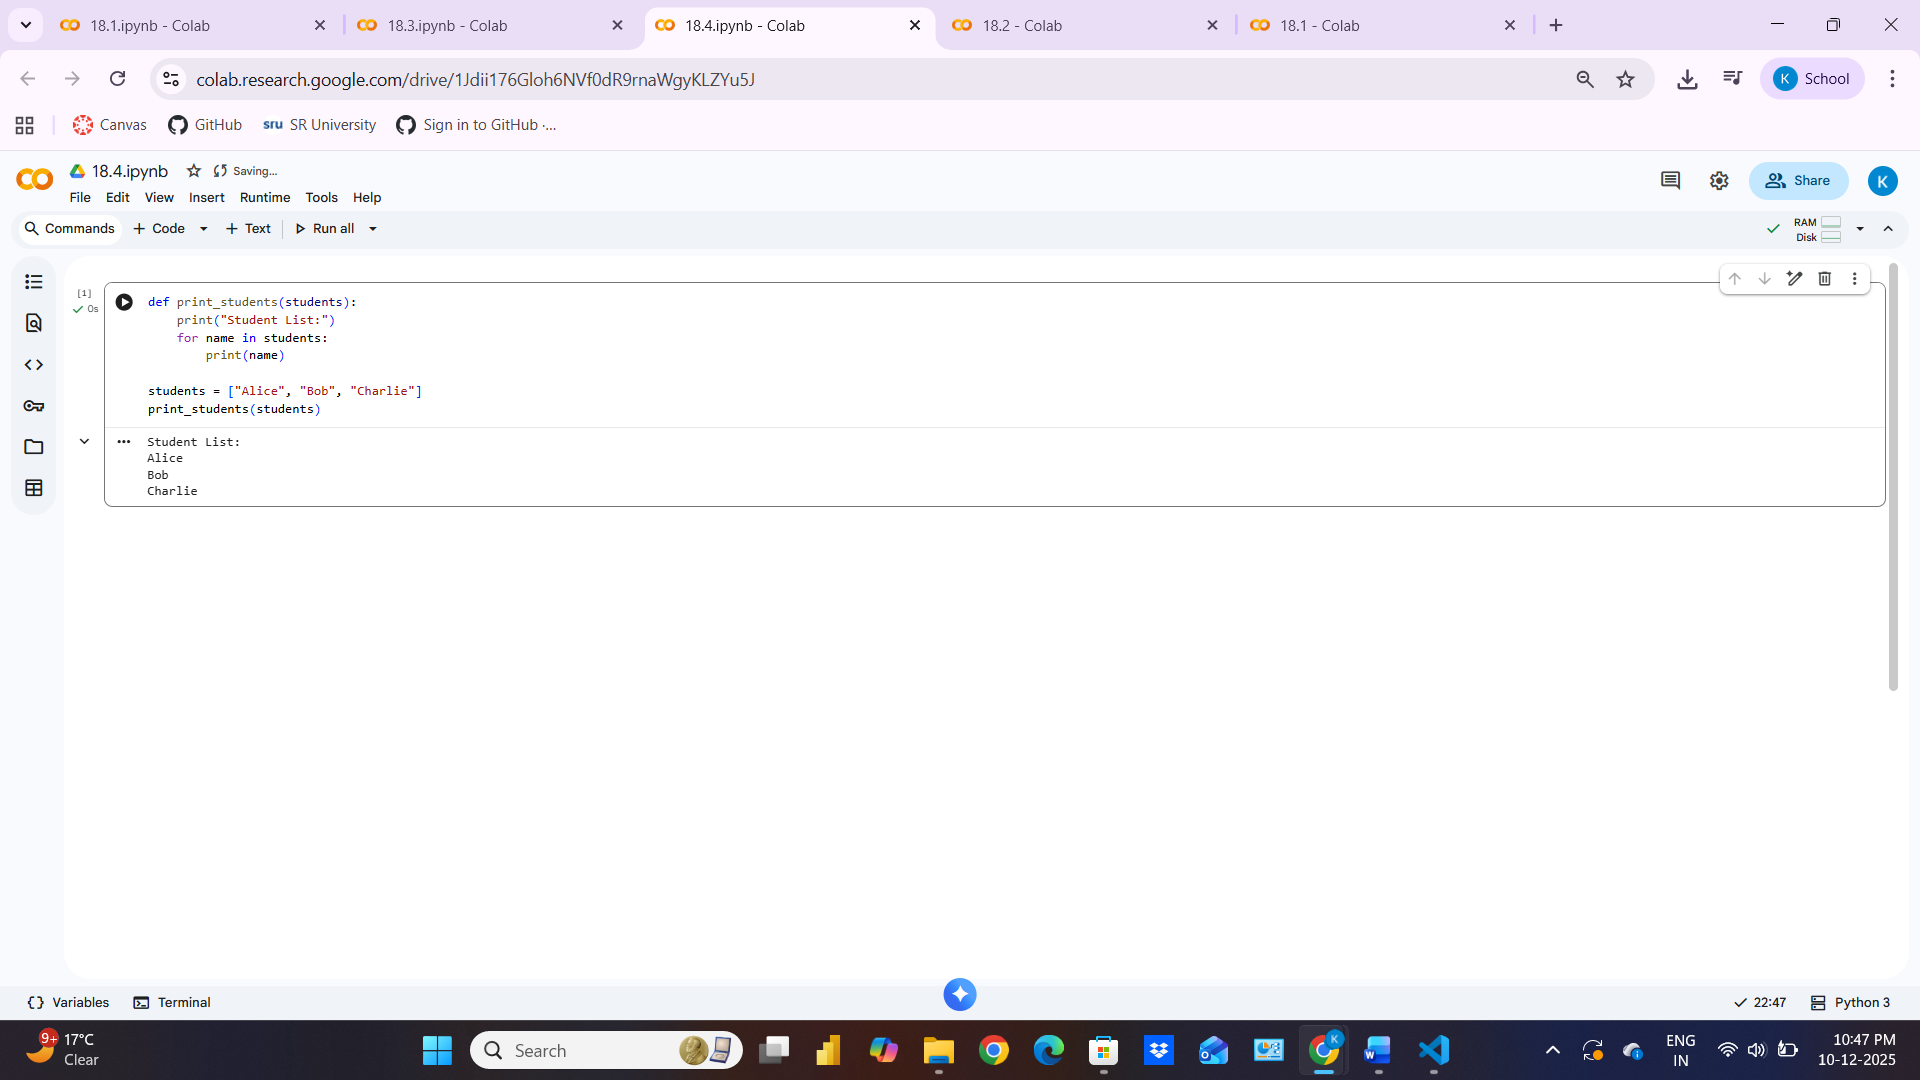 18.1.ipynb - Colab
18.3.ipynb - Colab
18.4.ipynb - Colab
18.2 - Colab
18.1 - Colab
colab.research.google.com/drive/1Jdii176Gloh6NVf0dR9rnaWgyKLZYu5J
K School
Canvas
GitHub
sru SR University
Sign in to GitHub ·...
18.4.ipynb
Saving...
File Edit View Insert Runtime Tools Help
Share
K
Commands
+ Code
+ Text
Run all
RAM
Disk
[1]
0s
def print_students(students):
    print("Student List:")
    for name in students:
        print(name)
students = ["Alice", "Bob", "Charlie"]
print_students(students)
Student List:
Alice
Bob
Charlie
{} Variables
Terminal
22:47
Python 3
9+
17°C
Clear
Search
K
ENG
IN
10:47 PM
10-12-2025